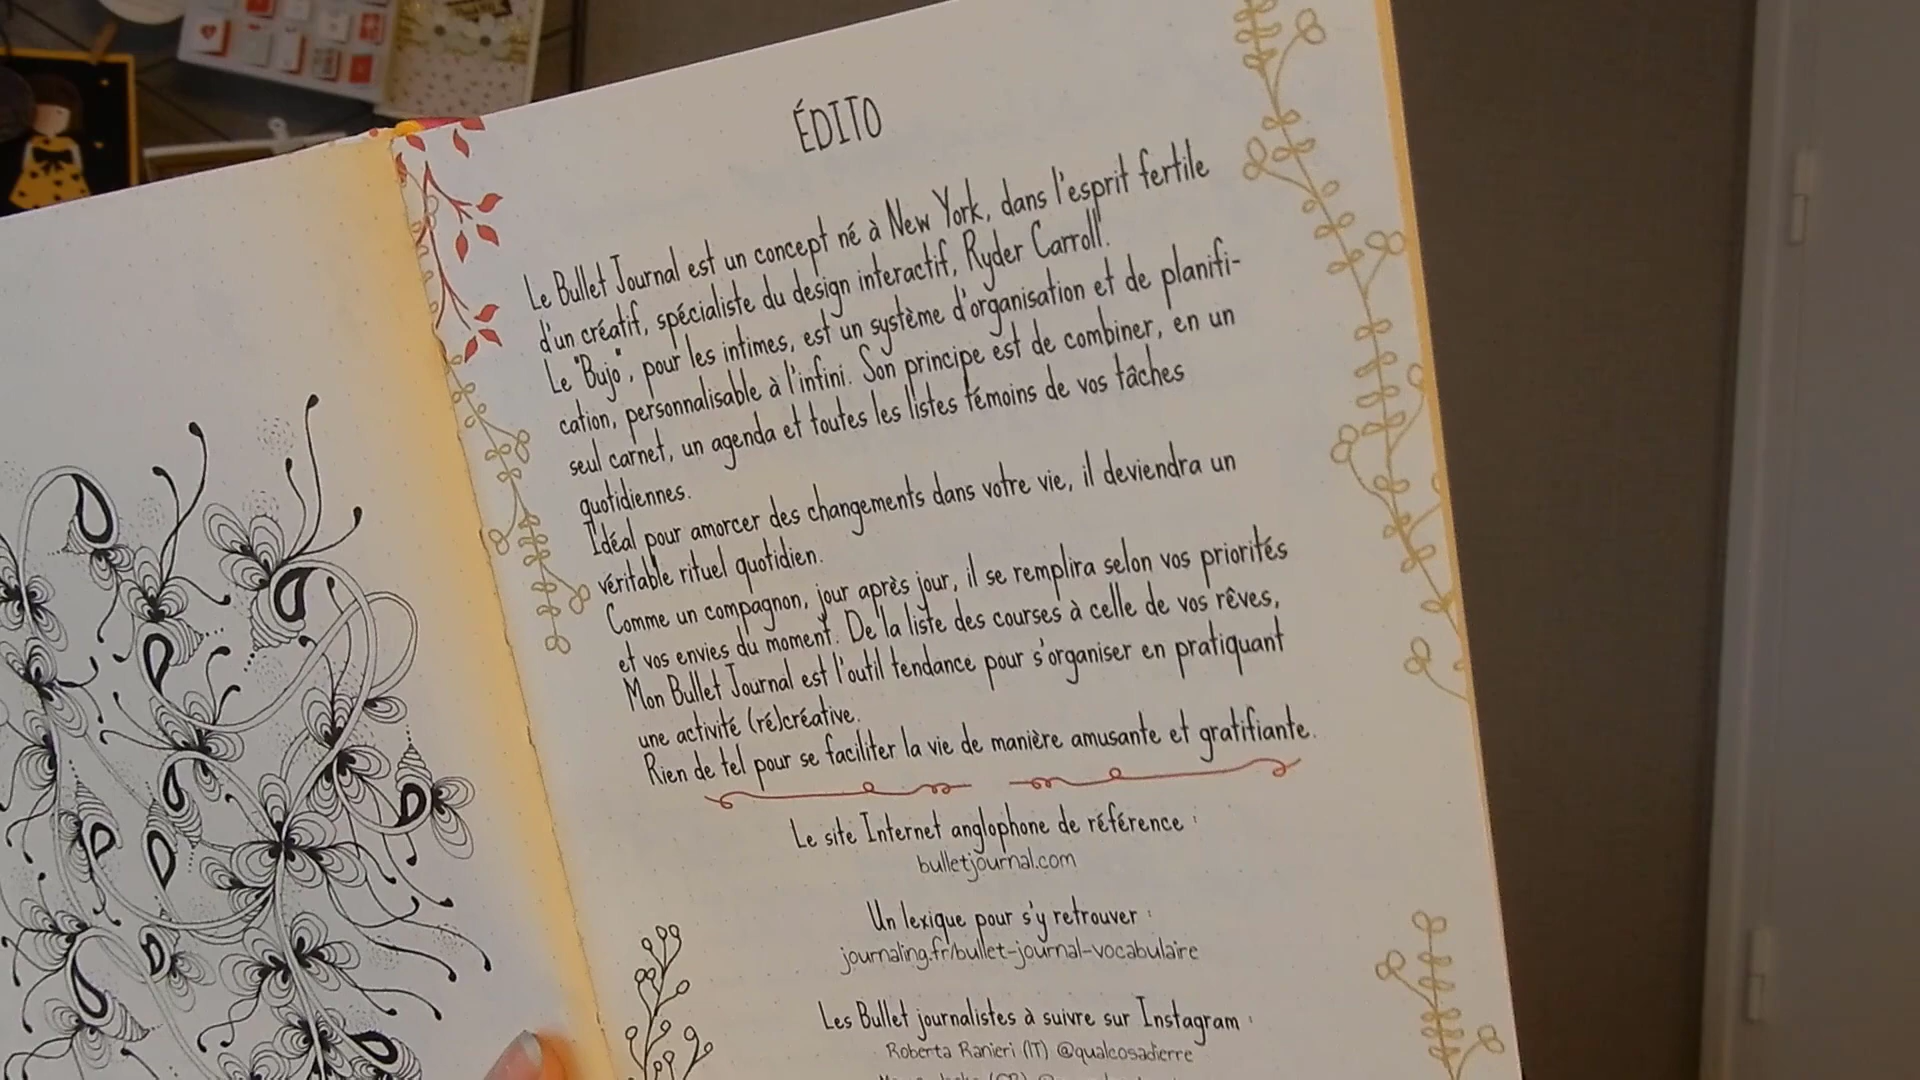 ÉDITO
Le Bullet Journal est un concept né à New York, dans l'esprit fertile
d'un créatif, spécialiste du design interactif, Ryder Carroll.
Le "Bujo", pour les intimes, est un système d'organisation et de planifi-
cation, personnalisable à l'infini. Son principe est de combiner, en un
seul carnet, un agenda et toutes les listes témoins de vos tâches
quotidiennes.
Idéal pour amorcer des changements dans votre vie, il deviendra un
véritable rituel quotidien.
Comme un compagnon, jour après jour, il se remplira selon vos priorités
et vos envies du moment. De la liste des courses à celle de vos rêves,
Mon Bullet Journal est l'outil tendance pour s'organiser en pratiquant
une activité (ré)créative.
Rien de tel pour se faciliter la vie de manière amusante et gratifiante.
Le site Internet anglophone de référence :
bulletjournal.com
Un lexique pour s'y retrouver :
journaling.fr/bullet-journal-vocabulaire
Les Bullet journalistes à suivre sur Instagram :
Roberta Ranieri (IT) @qualcosadierre